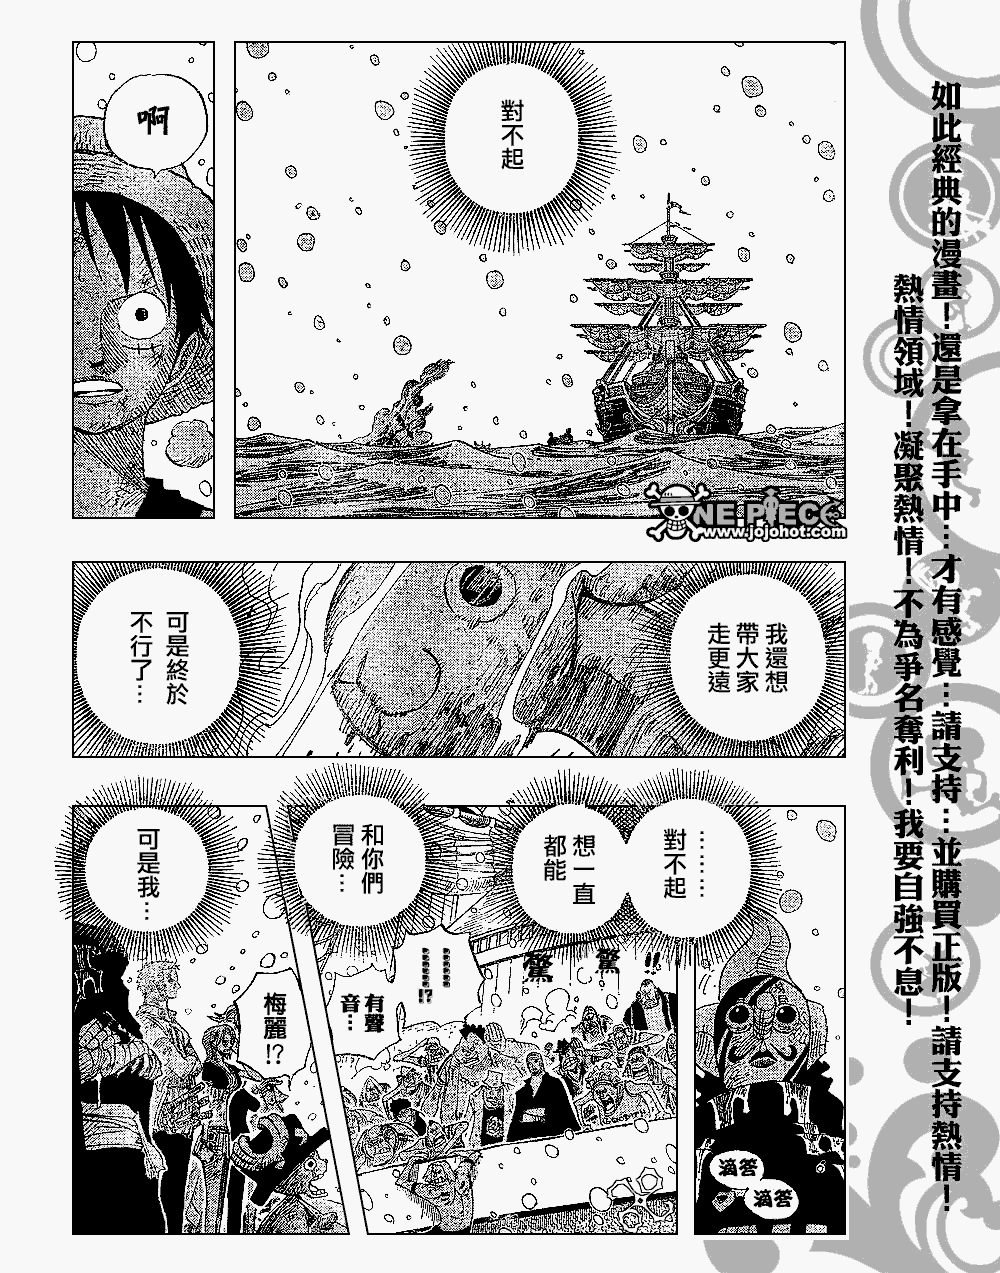 對不起
啊
ONE PIECE
www.jojohot.com
我還想
帶大家
走更遠
可是終於
不行了…
………
對不起
想一直
都能
和你們
冒險…
可是我…
!!
驚
驚
!?
有聲
音…
梅麗!?
滴答
滴答
如此經典的漫畫！還是拿在手中…才有感覺…請支持…並購買正版！請支持熱情！
熱情領域！凝聚熱情！不為爭名奪利！我要自強不息！